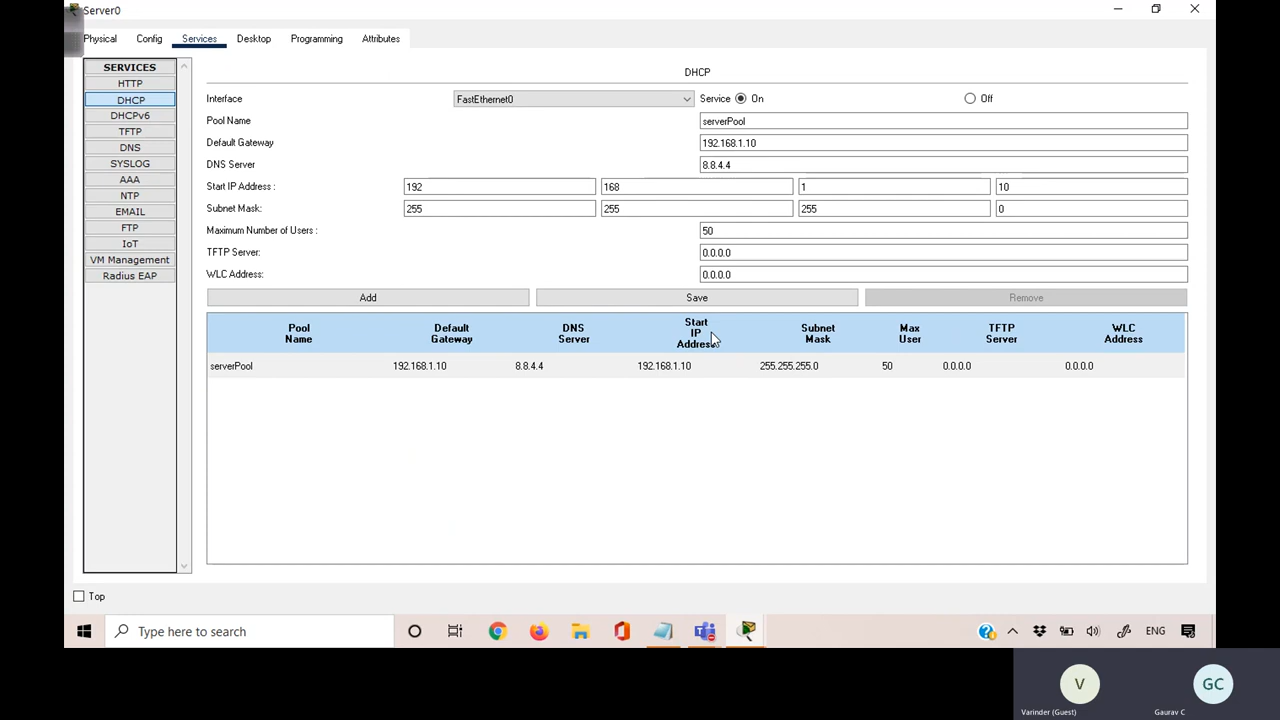 Server0
Physical Config Services Desktop Programming Attributes
SERVICES
HTTP
DHCP
DHCPv6
TFTP
DNS
SYSLOG
AAA
NTP
EMAIL
FTP
IoT
VM Management
Radius EAP
DHCP
Interface FastEthernet0 Service On Off
Pool Name serverPool
Default Gateway 192.168.1.10
DNS Server 8.8.4.4
Start IP Address : 192 168 1 10
Subnet Mask: 255 255 255 0
Maximum Number of Users : 50
TFTP Server: 0.0.0.0
WLC Address: 0.0.0.0
Add Save Remove
Pool Name Default Gateway DNS Server Start IP Address Subnet Mask Max User TFTP Server WLC Address
serverPool 192.168.1.10 8.8.4.4 192.168.1.10 255.255.255.0 50 0.0.0.0 0.0.0.0
Top
Type here to search ENG
V GC
Varinder (Guest) Gaurav C